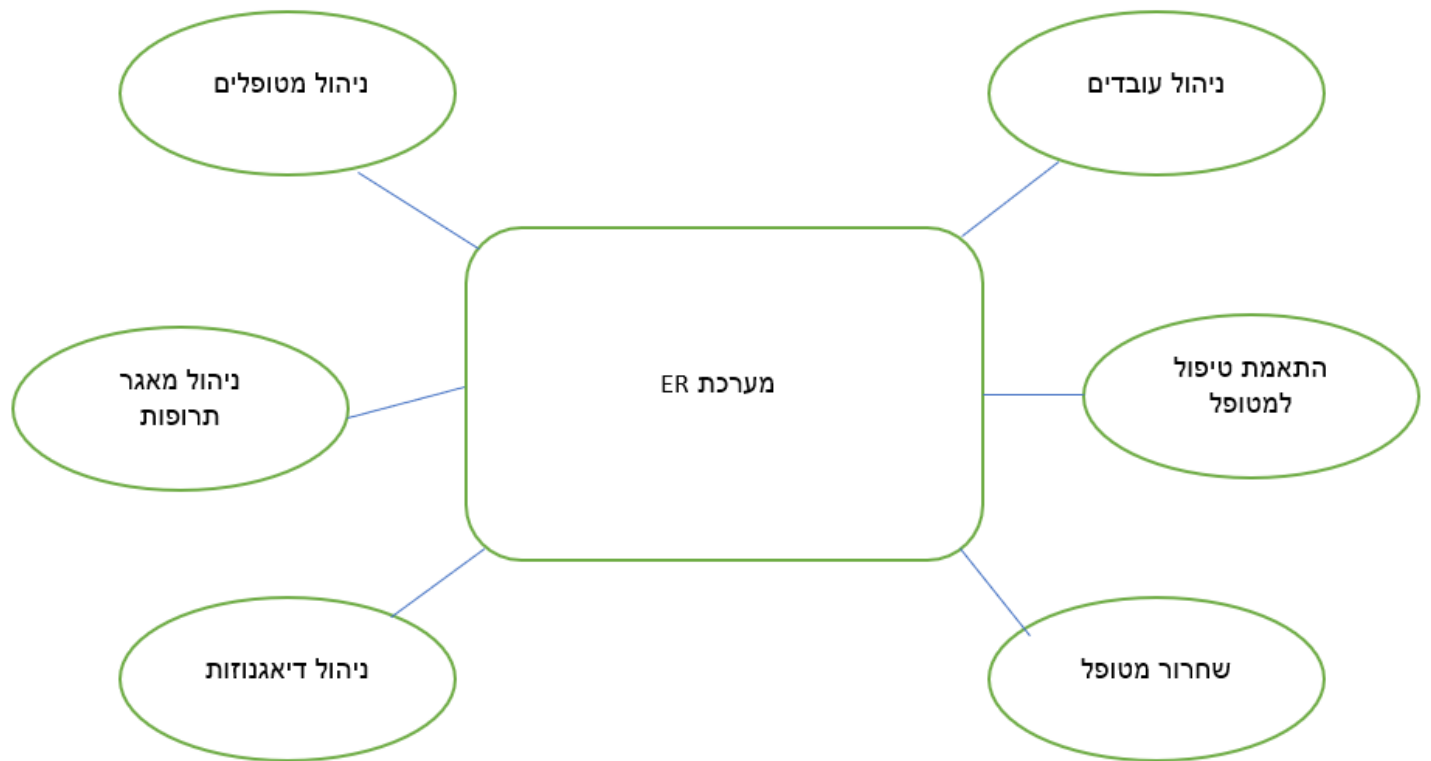 ניהול עובדים
ניהול מטופלים
התאמת טיפול
למטופל
מערכת ER
ניהול מאגר
תרופות
שחרור מטופל
ניהול דיאגנוזות